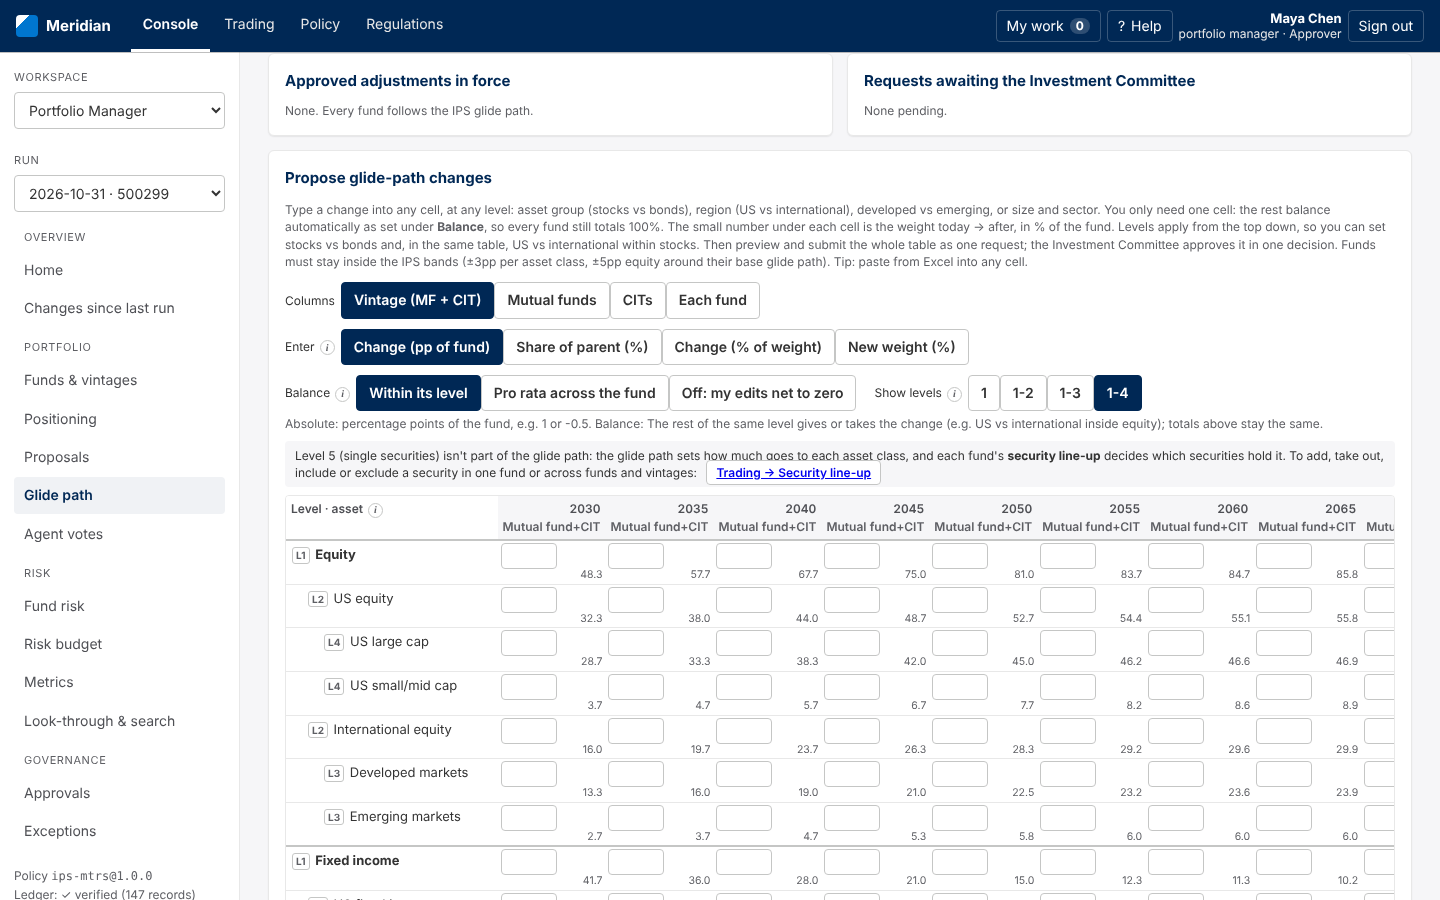 Meridian
Console
Trading
Policy
Regulations
My work 0
? Help
Maya Chen
portfolio manager · Approver
Sign out
WORKSPACE
Portfolio Manager
RUN
2026-10-31 · 500299
OVERVIEW
Home
Changes since last run
PORTFOLIO
Funds & vintages
Positioning
Proposals
Glide path
Agent votes
RISK
Fund risk
Risk budget
Metrics
Look-through & search
GOVERNANCE
Approvals
Exceptions
Policy ips-mtrs@1.0.0
Ledger: ✓ verified (147 records)
Approved adjustments in force
None. Every fund follows the IPS glide path.
Requests awaiting the Investment Committee
None pending.
Propose glide-path changes
Type a change into any cell, at any level: asset group (stocks vs bonds), region (US vs international), developed vs emerging, or size and sector. You only need one cell: the rest balance
automatically as set under Balance, so every fund still totals 100%. The small number under each cell is the weight today → after, in % of the fund. Levels apply from the top down, so you can set
stocks vs bonds and, in the same table, US vs international within stocks. Then preview and submit the whole table as one request; the Investment Committee approves it in one decision. Funds
must stay inside the IPS bands (±3pp per asset class, ±5pp equity around their base glide path). Tip: paste from Excel into any cell.
Columns Vintage (MF + CIT) Mutual funds CITs Each fund
Enter i Change (pp of fund) Share of parent (%) Change (% of weight) New weight (%)
Balance i Within its level Pro rata across the fund Off: my edits net to zero Show levels i 1 1-2 1-3 1-4
Absolute: percentage points of the fund, e.g. 1 or -0.5. Balance: The rest of the same level gives or takes the change (e.g. US vs international inside equity); totals above stay the same.
Level 5 (single securities) isn't part of the glide path: the glide path sets how much goes to each asset class, and each fund's security line-up decides which securities hold it. To add, take out,
include or exclude a security in one fund or across funds and vintages: Trading → Security line-up
Level · asset i 2030 2035 2040 2045 2050 2055 2060 2065
Mutual fund+CIT Mutual fund+CIT Mutual fund+CIT Mutual fund+CIT Mutual fund+CIT Mutual fund+CIT Mutual fund+CIT Mutual fund+CIT Mutu
L1 Equity
48.3 57.7 67.7 75.0 81.0 83.7 84.7 85.8
L2 US equity
32.3 38.0 44.0 48.7 52.7 54.4 55.1 55.8
L4 US large cap
28.7 33.3 38.3 42.0 45.0 46.2 46.6 46.9
L4 US small/mid cap
3.7 4.7 5.7 6.7 7.7 8.2 8.6 8.9
L2 International equity
16.0 19.7 23.7 26.3 28.3 29.2 29.6 29.9
L3 Developed markets
13.3 16.0 19.0 21.0 22.5 23.2 23.6 23.9
L3 Emerging markets
2.7 3.7 4.7 5.3 5.8 6.0 6.0 6.0
L1 Fixed income
41.7 36.0 28.0 21.0 15.0 12.3 11.3 10.2